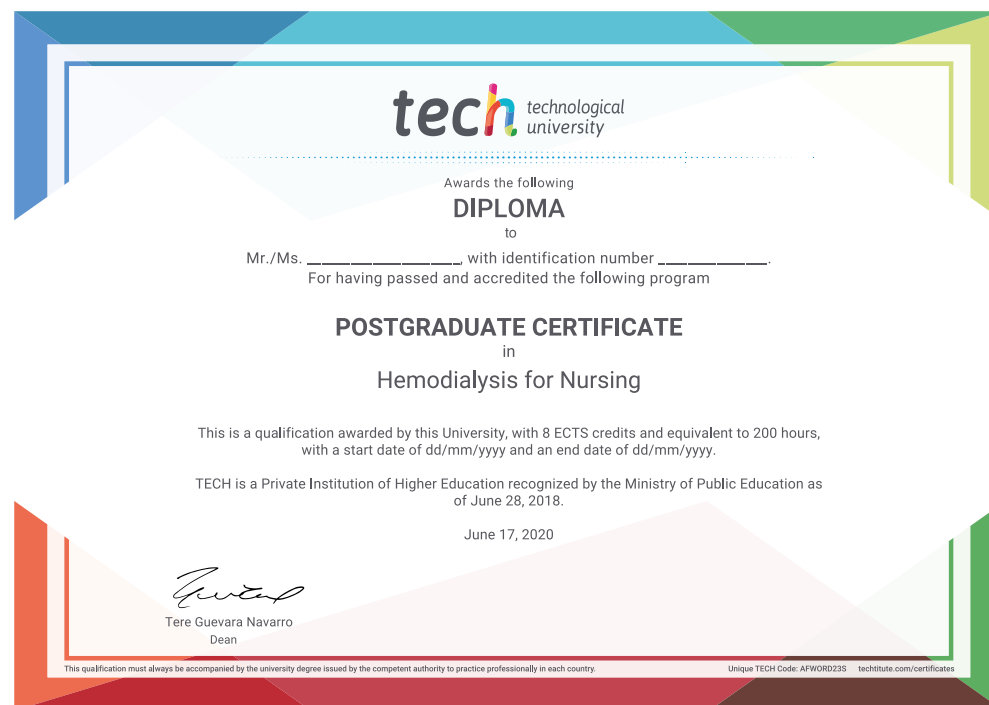 tech technological
university
Awards the following
DIPLOMA
to
Mr./Ms. ____________________, with identification number ______________.
For having passed and accredited the following program
POSTGRADUATE CERTIFICATE
in
Hemodialysis for Nursing
This is a qualification awarded by this University, with 8 ECTS credits and equivalent to 200 hours,
with a start date of dd/mm/yyyy and an end date of dd/mm/yyyy.
TECH is a Private Institution of Higher Education recognized by the Ministry of Public Education as
of June 28, 2018.
June 17, 2020
Tere Guevara Navarro
Dean
This qualification must always be accompanied by the university degree issued by the competent authority to practice professionally in each country.
Unique TECH Code: AFWORD23S techtitute.com/certificates